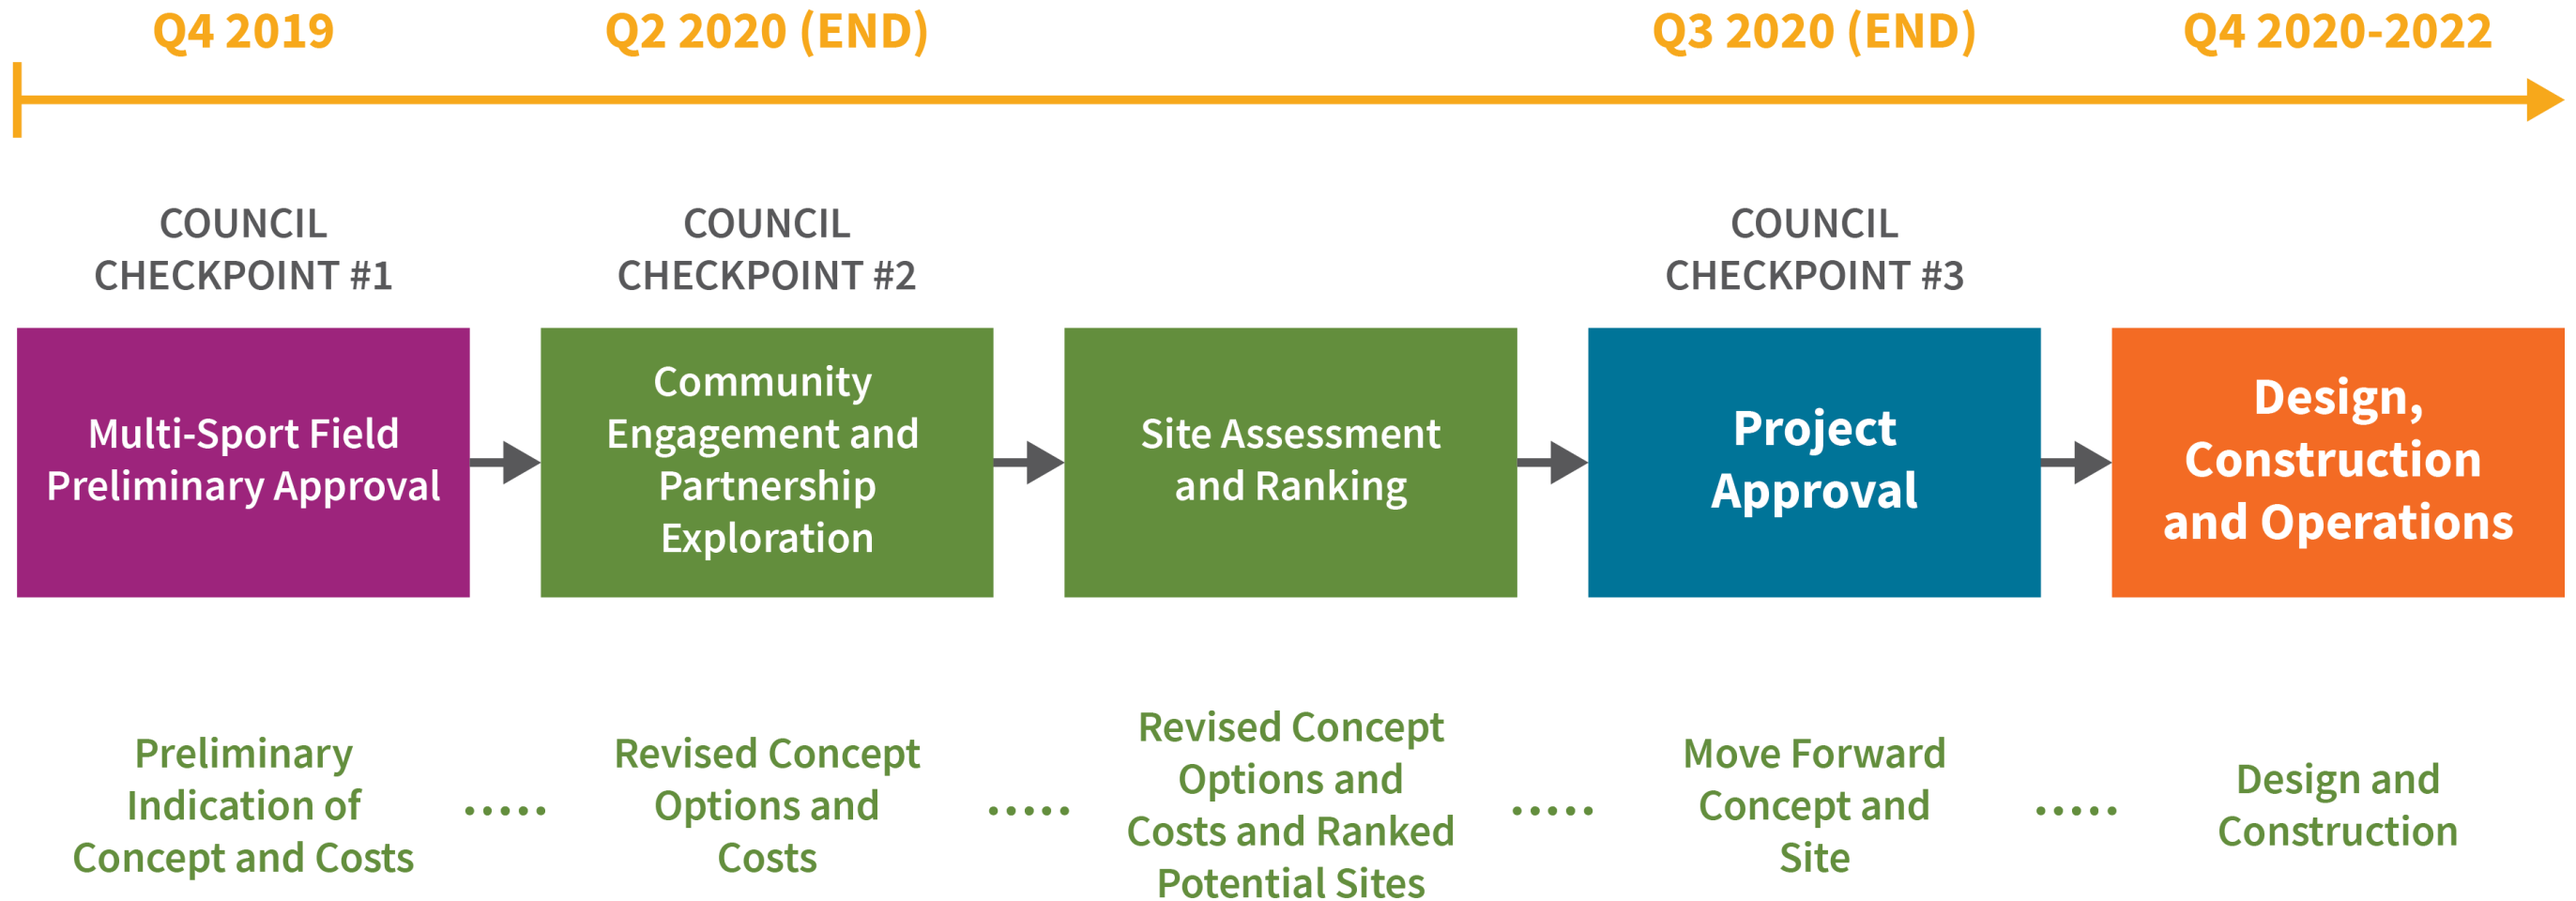 Q4 2019
Q2 2020 (END)
Q3 2020 (END)
Q4 2020-2022
COUNCIL
CHECKPOINT #1
COUNCIL
CHECKPOINT #2
COUNCIL
CHECKPOINT #3
Multi-Sport Field
Preliminary Approval
Community
Engagement and
Partnership
Exploration
Site Assessment
and Ranking
Project
Approval
Design,
Construction
and Operations
Preliminary
Indication of
Concept and Costs
Revised Concept
Options and
Costs
Revised Concept
Options and
Costs and Ranked
Potential Sites
Move Forward
Concept and
Site
Design and
Construction